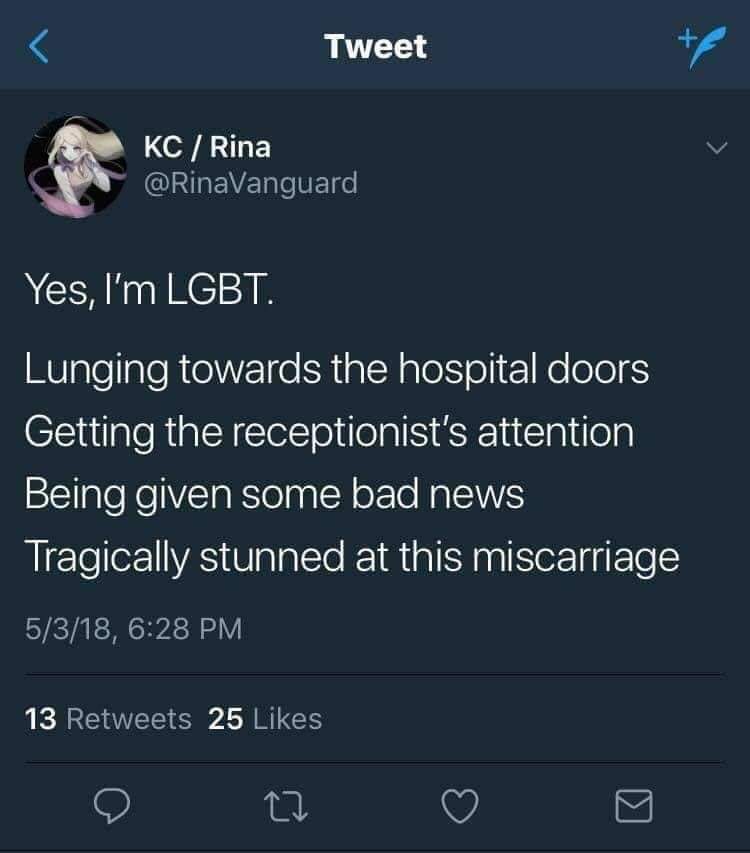 Tweet
KC / Rina
@RinaVanguard
Yes, I'm LGBT.
Lunging towards the hospital doors
Getting the receptionist's attention
Being given some bad news
Tragically stunned at this miscarriage
5/3/18, 6:28 PM
13 Retweets 25 Likes